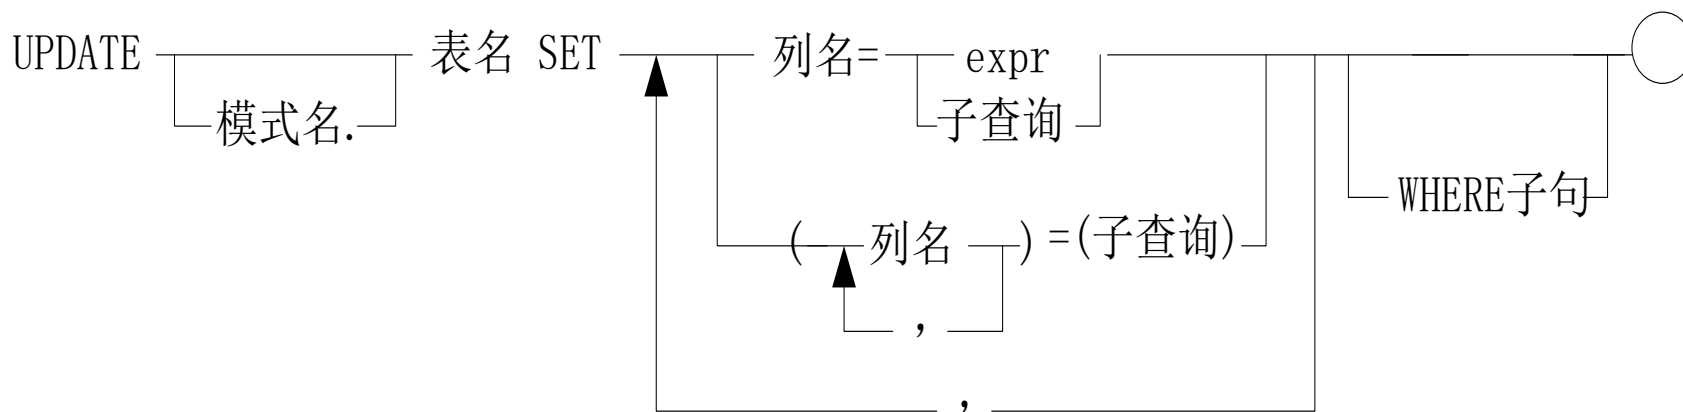 UPDATE 表名 SET 列名= expr
模式名. 子查询
WHERE子句
( 列名 ) =(子查询)
,
,